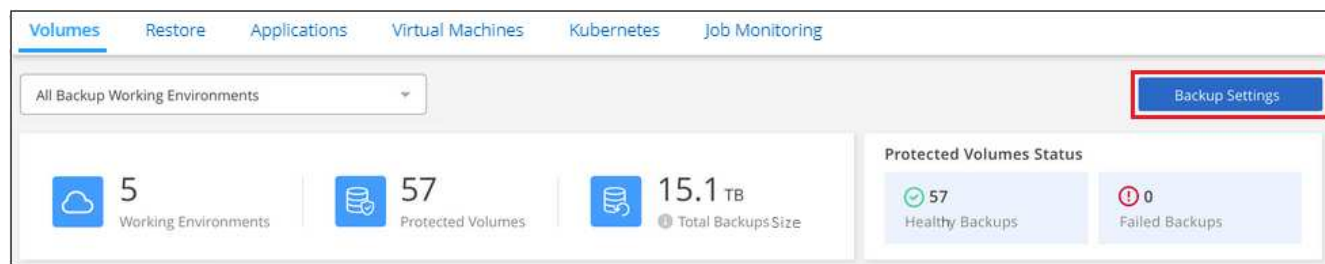 Volumes Restore Applications Virtual Machines Kubernetes Job Monitoring
All Backup Working Environments
Backup Settings
5
Working Environments
57
Protected Volumes
15.1 TB
Total Backups Size
Protected Volumes Status
57
Healthy Backups
0
Failed Backups